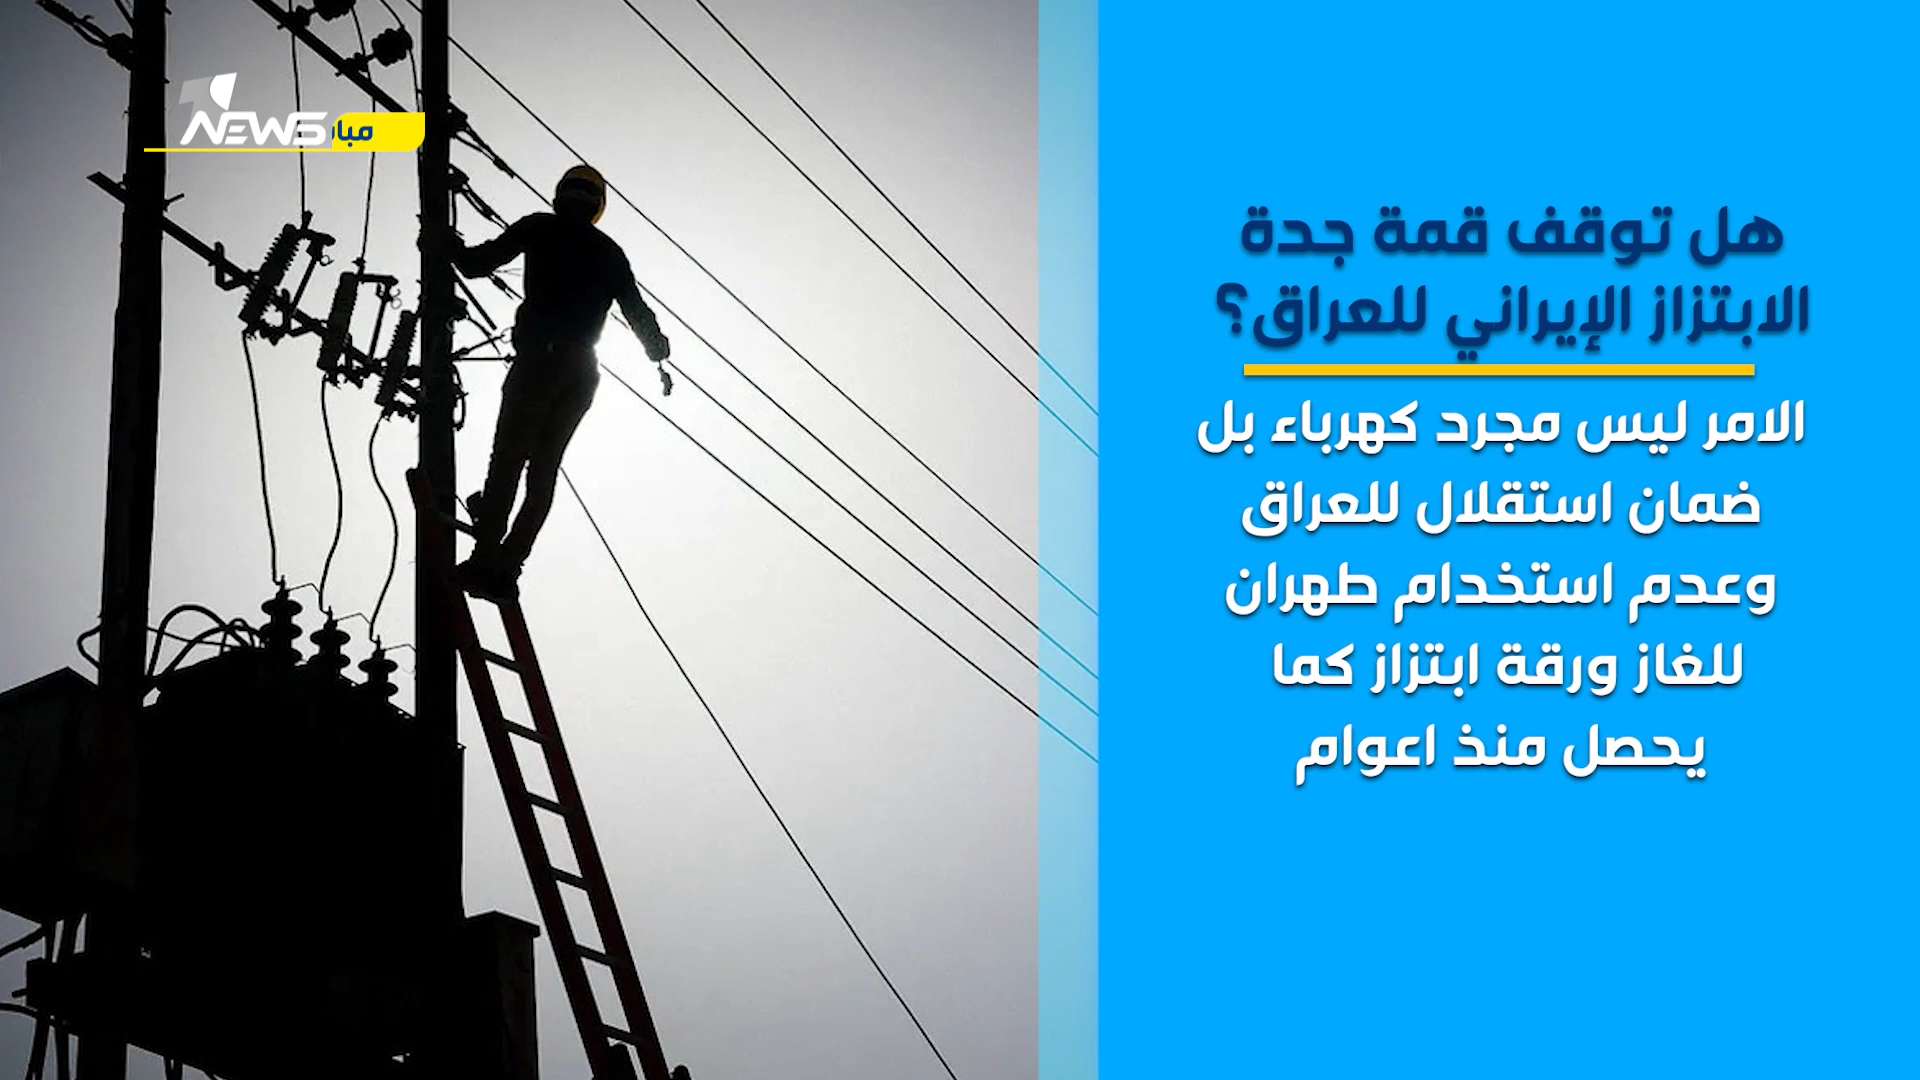 NEWS
هل توقف قمة جدة
الابتزاز الإيراني للعراق؟
الامر ليس مجرد كهرباء بل
ضمان استقلال للعراق
وعدم استخدام طهران
للغاز ورقة ابتزاز كما
يحصل منذ اعوام